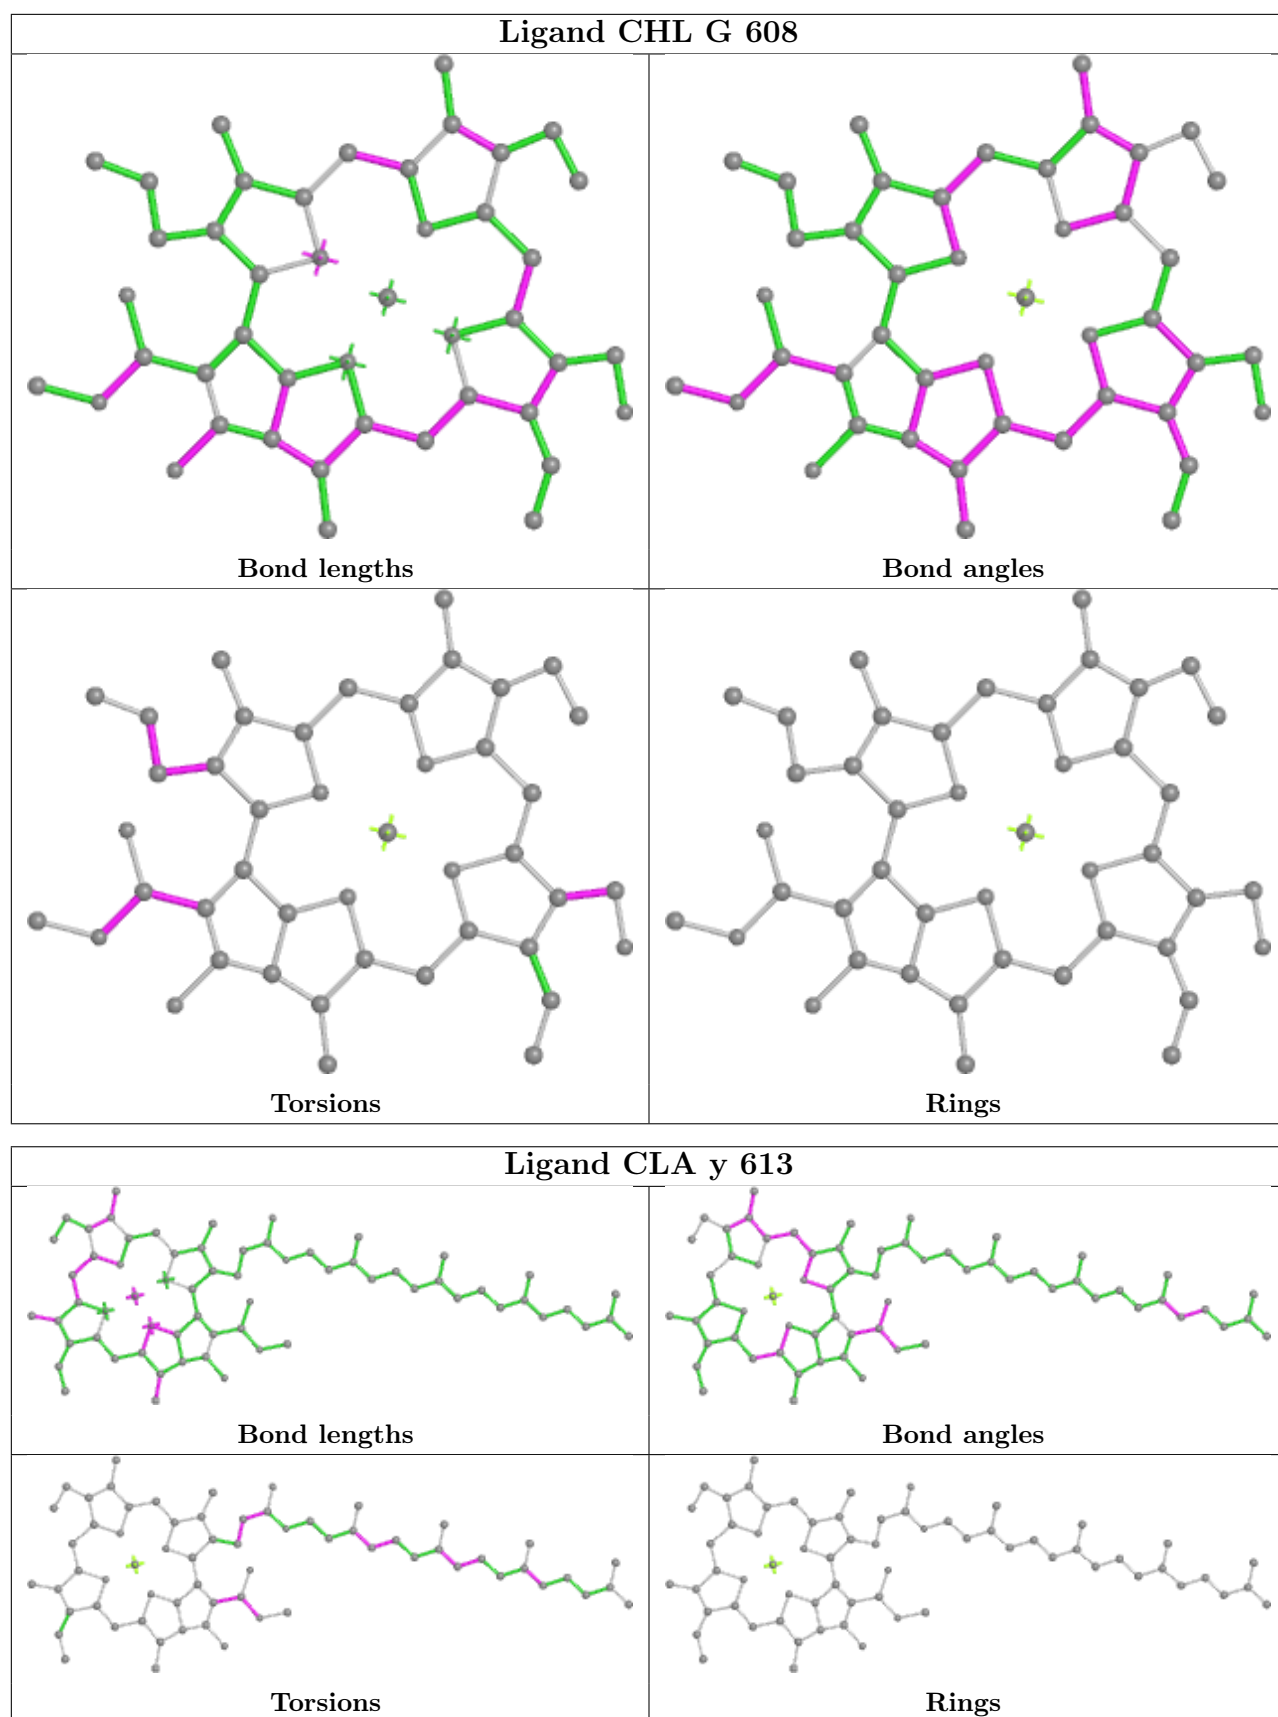 Ligand CHL G 608
Bond lengths
Bond angles
Torsions
Rings
Ligand CLA y 613
Bond lengths
Bond angles
Torsions
Rings